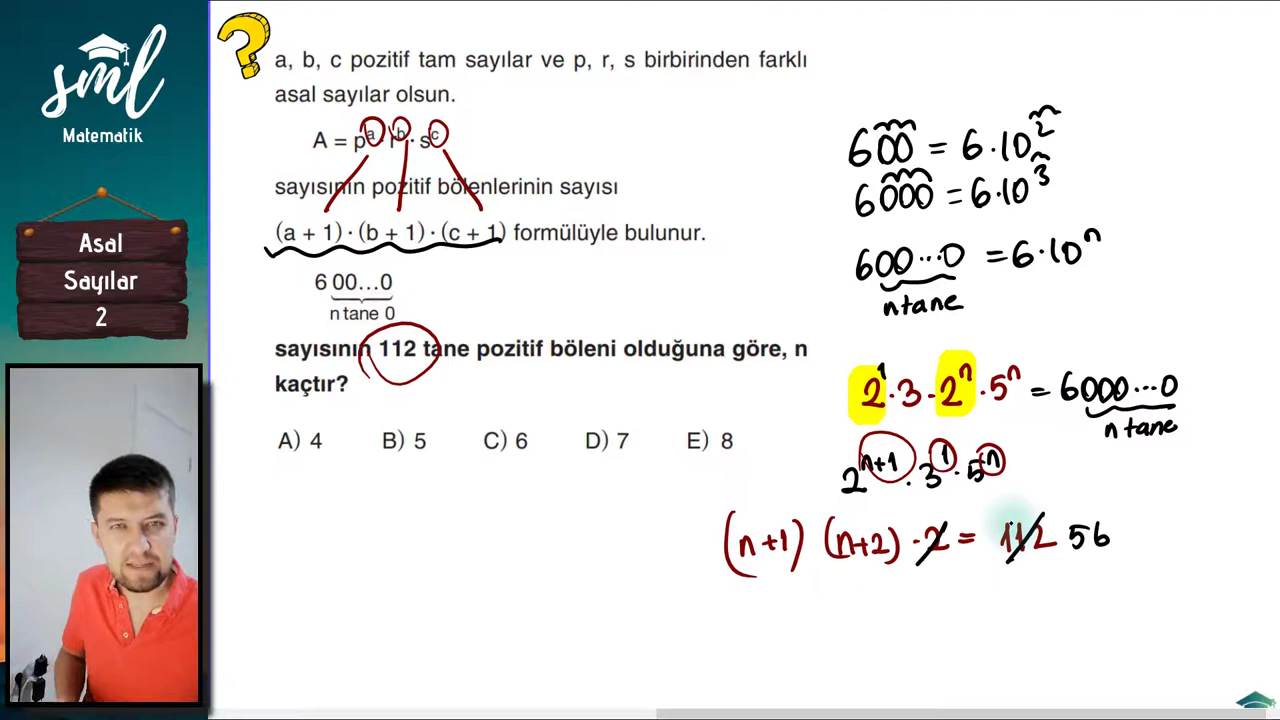 sml
Matematik
Asal
Sayılar
2
?
a, b, c pozitif tam sayılar ve p, r, s birbirinden farklı
asal sayılar olsun.
A = pᵃ · rᵇ · sᶜ
sayısının pozitif bölenlerinin sayısı
(a + 1) · (b + 1) · (c + 1) formülüyle bulunur.
6 00...0
n tane 0
sayısının 112 tane pozitif böleni olduğuna göre, n
kaçtır?
A) 4 B) 5 C) 6 D) 7 E) 8
600 = 6·10²
6000 = 6·10³
600...0 = 6·10ⁿ
n tane
2¹ · 3 · 2ⁿ · 5ⁿ = 6000...0
n tane
2ⁿ⁺¹ · 3¹ · 5ⁿ
(n+1) (n+2) · 2 = 112 56